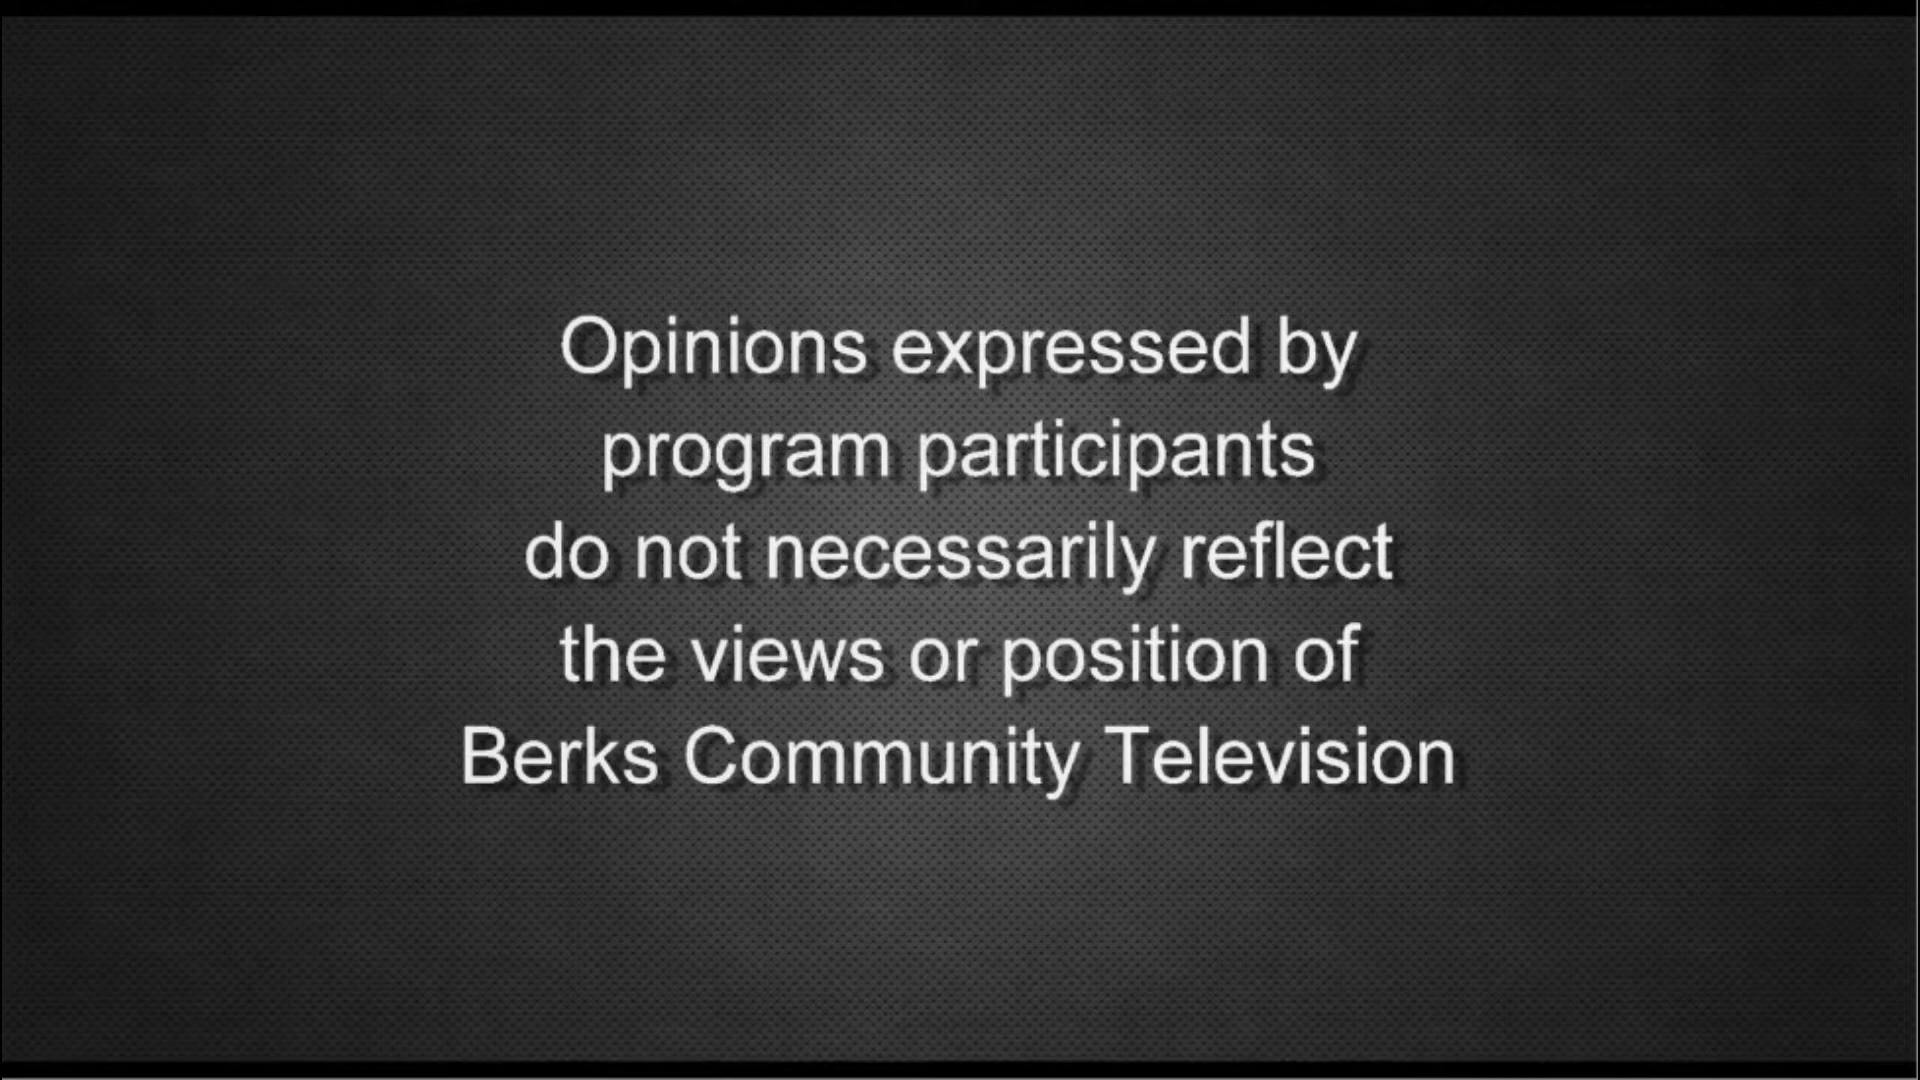 Opinions expressed by
program participants
do not necessarily reflect
the views or position of
Berks Community Television